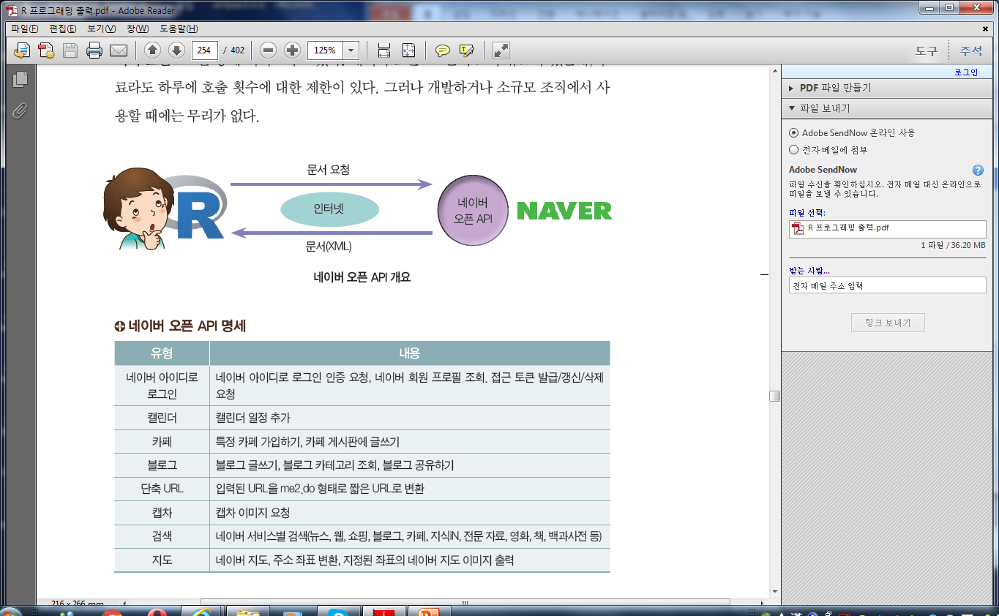 R 프로그래밍 출력.pdf - Adobe Reader
파일(F) 편집(E) 보기(V) 창(W) 도움말(H)
254 / 402 125% 도구 주석
료라도 하루에 호출 횟수에 대한 제한이 있다. 그러나 개발하거나 소규모 조직에서 사
용할 때에는 무리가 없다.
문서 요청
인터넷
네이버
오픈 API
NAVER
R
문서(XML)
네이버 오픈 API 개요
네이버 오픈 API 명세
유형 내용
네이버 아이디로
로그인
네이버 아이디로 로그인 인증 요청, 네이버 회원 프로필 조회. 접근 토큰 발급/갱신/삭제
요청
캘린더 캘린더 일정 추가
카페 특정 카페 가입하기, 카페 게시판에 글쓰기
블로그 블로그 글쓰기, 블로그 카테고리 조회, 블로그 공유하기
단축 URL 입력된 URL을 me2.do 형태로 짧은 URL로 변환
캡차 캡차 이미지 요청
검색 네이버 서비스별 검색(뉴스, 웹, 쇼핑, 블로그, 카페, 지식iN, 전문 자료, 영화, 책, 백과사전 등)
지도 네이버 지도, 주소 좌표 변환, 지정된 좌표의 네이버 지도 이미지 출력
216 x 266 mm
로그인
PDF 파일 만들기
파일 보내기
Adobe SendNow 온라인 사용
전자 메일에 첨부
Adobe SendNow
파일 수신을 확인하십시오. 전자 메일 대신 온라인으로
파일을 보낼 수 있습니다.
파일 선택:
R 프로그래밍 출력.pdf
1 파일 / 36.20 MB
받는 사람...
전자 메일 주소 입력
링크 보내기